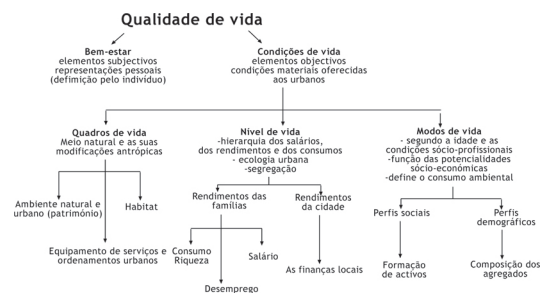 Qualidade de vida
Bem-estar
elementos subjectivos
representações pessoais
(defimição pelo individuo)
Condições de vida
elementos objectivos
condições materiais oferecidas
aos urbanos
Quadros de vida
Meio natural e as suas
modificações antrópicas
Nível de vida
-hierarquia dos salários,
dos rendimentos e dos consumos
- ecologia urbana
-segregação
Modos de vida
- segundo a idade e as
condições sócio-profissionais
-função das potencialidades
sócio-económicas
-define o consumo ambiental
Ambiente natural e
urbano (património)
Habitat
Equipamento de serviços e
ordenamentos urbanos
Rendimentos das
famílias
Rendimentos
da cidade
Consumo
Riqueza
Salário
Desemprego
As finanças locais
Perfis sociais
Perfis
demográficos
Formação
de activos
Composição dos
agregados